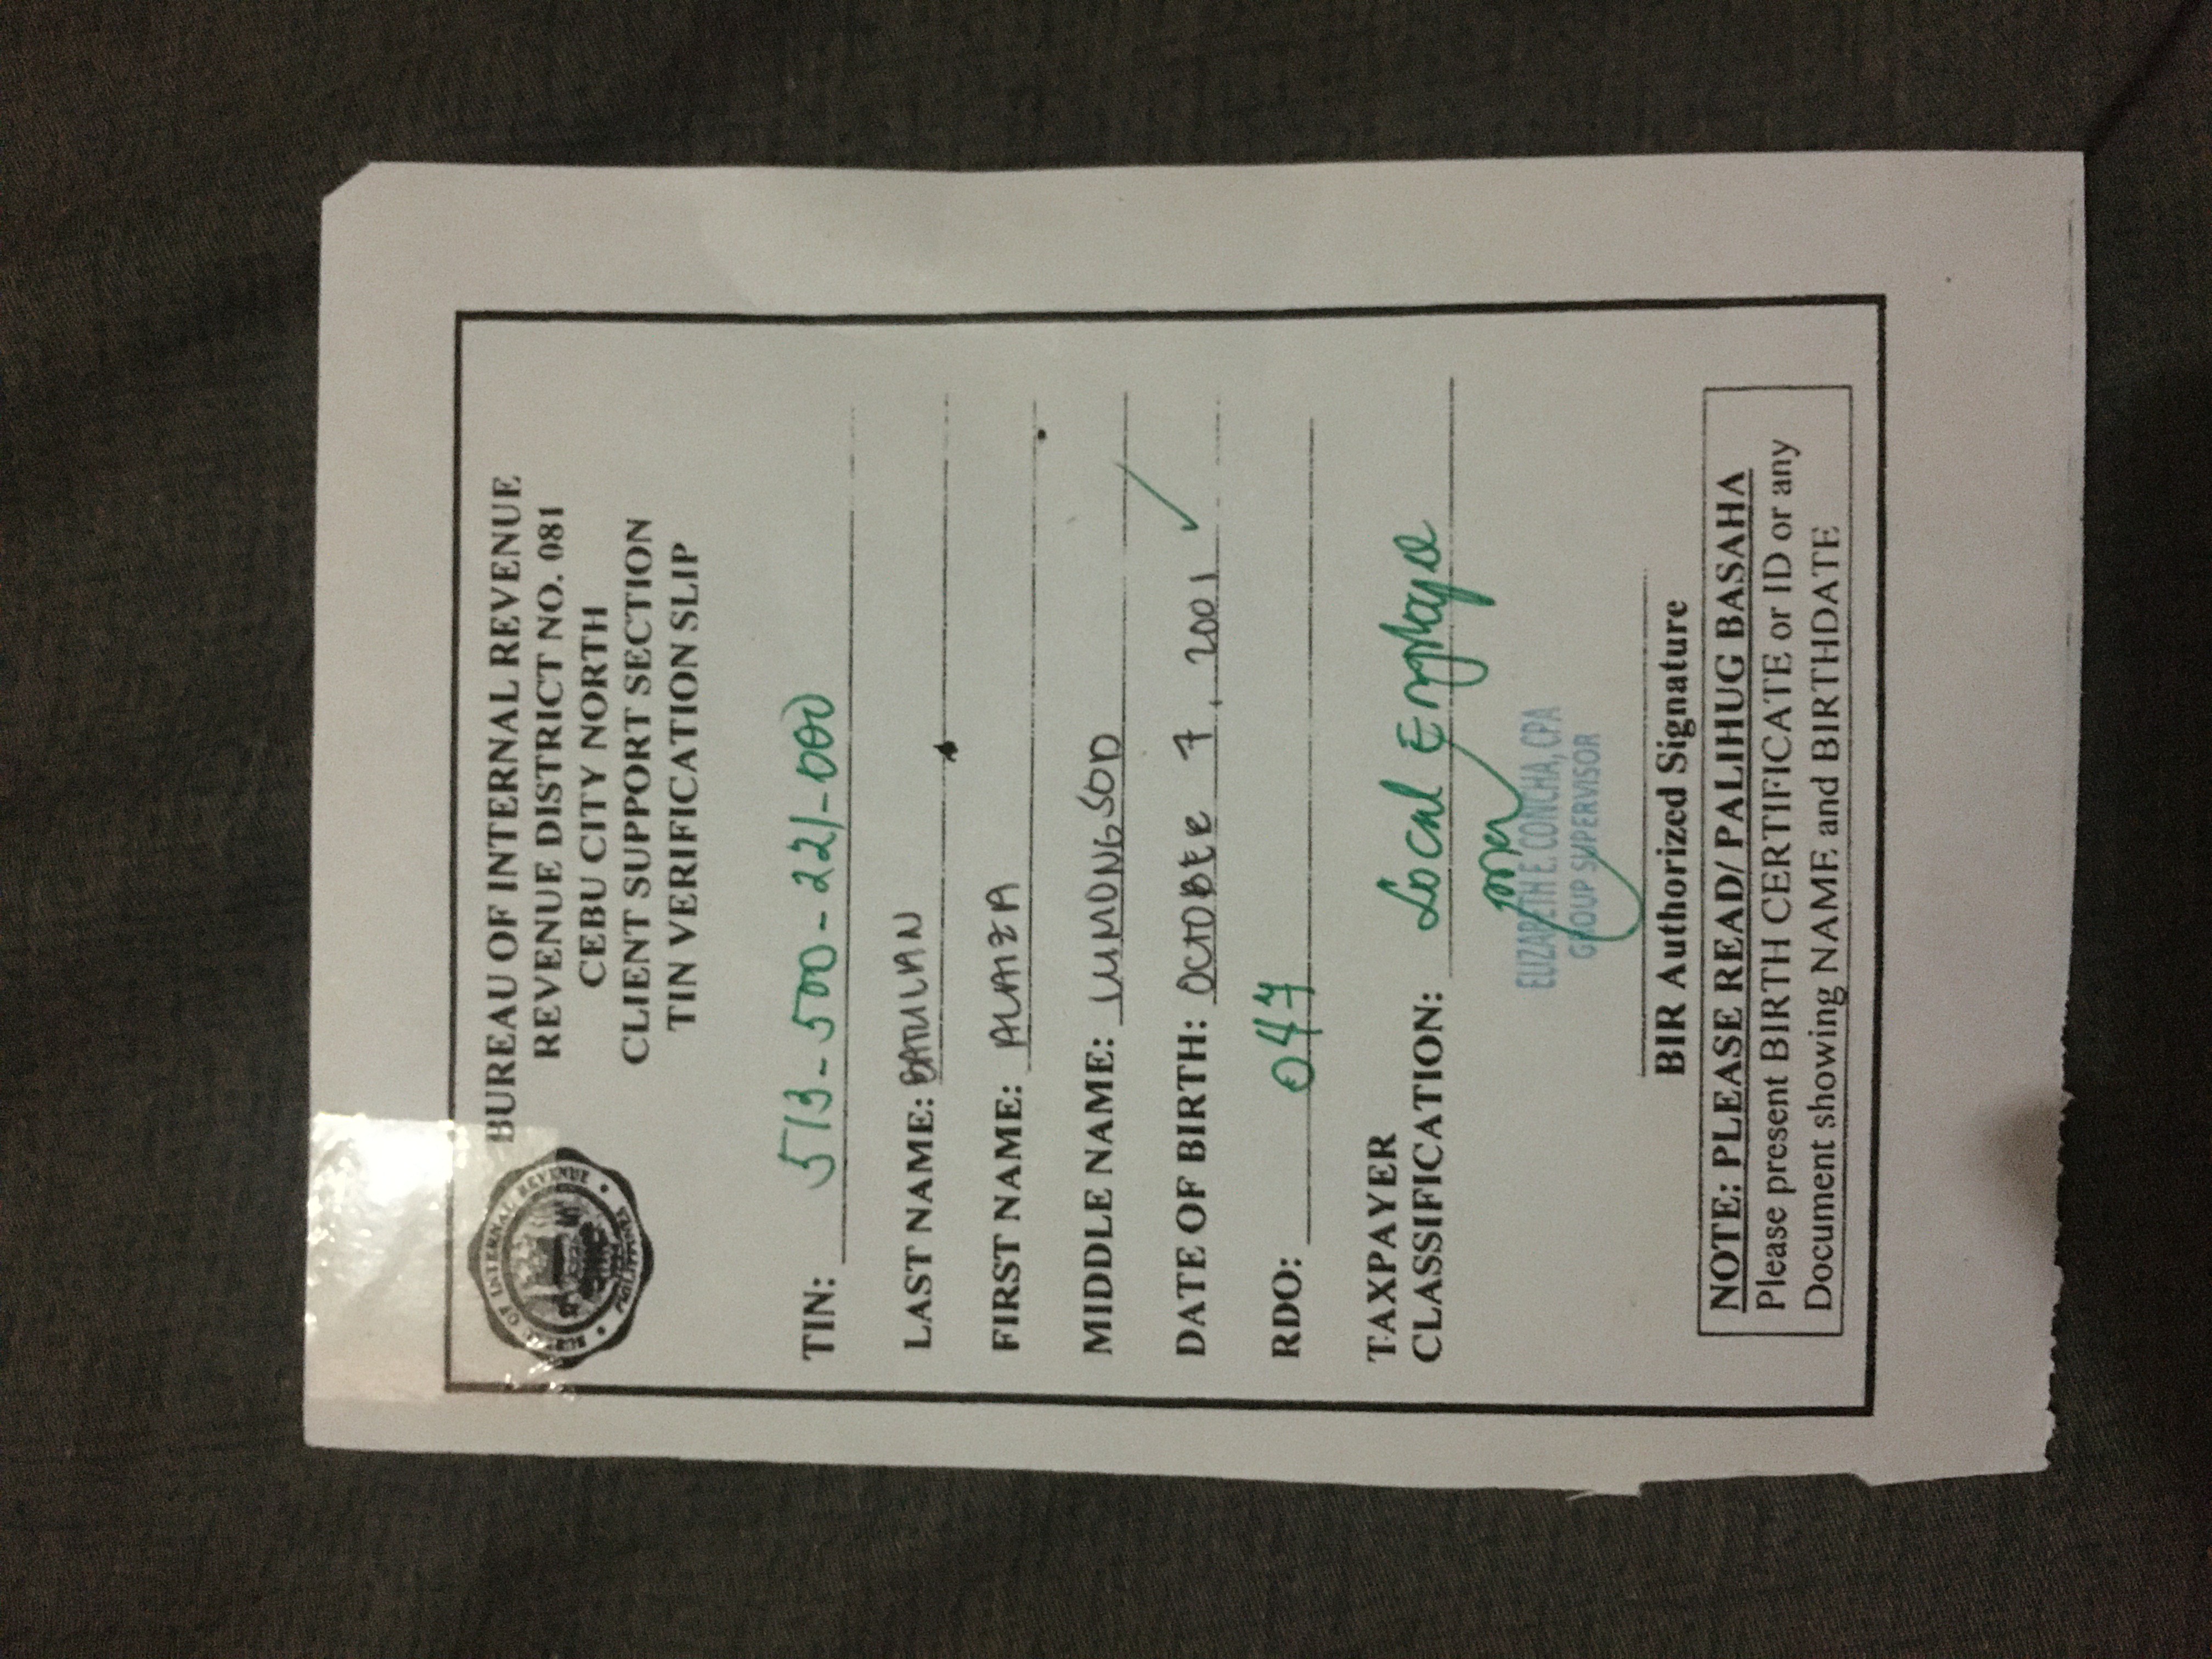 BUREAU OF INTERNAL REVENUE
REVENUE DISTRICT NO. 081
CEBU CITY NORTH
CLIENT SUPPORT SECTION
TIN VERIFICATION SLIP
TIN: 513-500-221-000
LAST NAME: BATULAN
FIRST NAME: ALAIZA
MIDDLE NAME: LUMONGSOD
DATE OF BIRTH: OCTOBER 7, 2001
RDO: 047
TAXPAYER
CLASSIFICATION: Local Employee
ELIZABETH E. CONCHA, CPA
GROUP SUPERVISOR
BIR Authorized Signature
NOTE: PLEASE READ/ PALIHUG BASAHA
Please present BIRTH CERTIFICATE or ID or any
Document showing NAME and BIRTHDATE